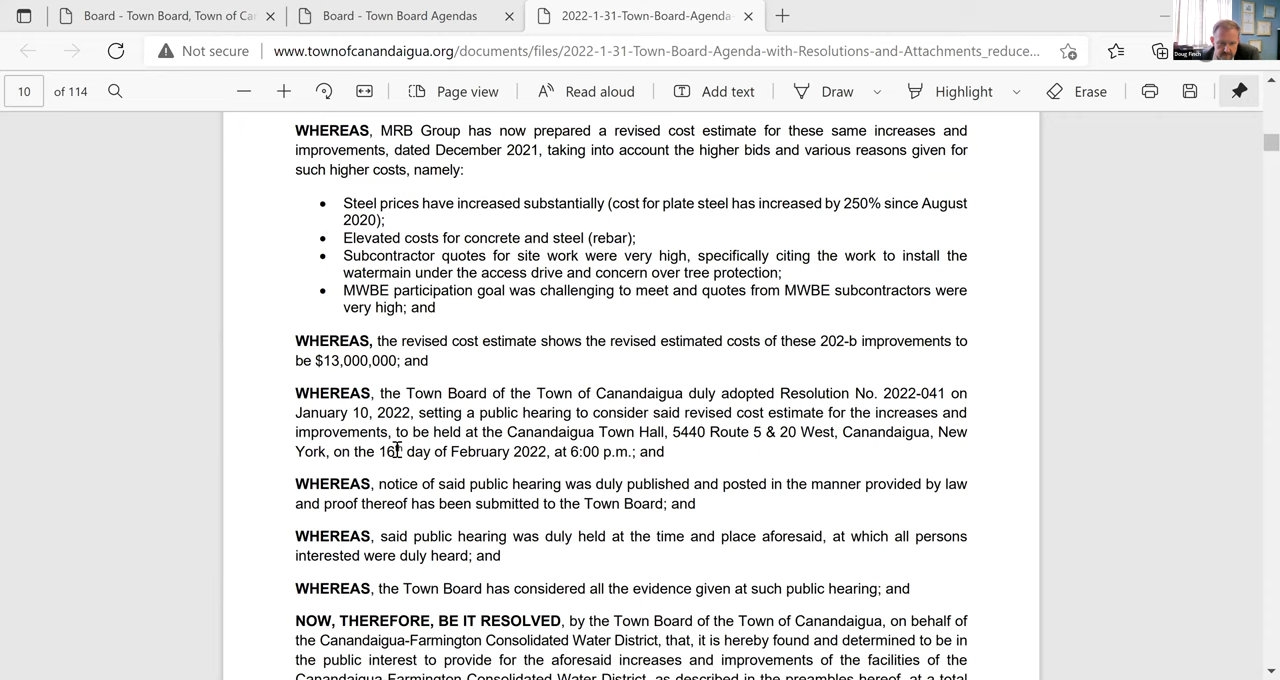 Board - Town Board, Town of Ca
Board - Town Board Agendas
2022-1-31-Town-Board-Agenda-
Not secure
www.townofcanandaigua.org/documents/files/2022-1-31-Town-Board-Agenda-with-Resolutions-and-Attachments_reduce...
10 of 114
Page view
Read aloud
Add text
Draw
Highlight
Erase
Doug Finch
WHEREAS, MRB Group has now prepared a revised cost estimate for these same increases and
improvements, dated December 2021, taking into account the higher bids and various reasons given for
such higher costs, namely:
• Steel prices have increased substantially (cost for plate steel has increased by 250% since August
2020);
• Elevated costs for concrete and steel (rebar);
• Subcontractor quotes for site work were very high, specifically citing the work to install the
watermain under the access drive and concern over tree protection;
• MWBE participation goal was challenging to meet and quotes from MWBE subcontractors were
very high; and
WHEREAS, the revised cost estimate shows the revised estimated costs of these 202-b improvements to
be $13,000,000; and
WHEREAS, the Town Board of the Town of Canandaigua duly adopted Resolution No. 2022-041 on
January 10, 2022, setting a public hearing to consider said revised cost estimate for the increases and
improvements, to be held at the Canandaigua Town Hall, 5440 Route 5 & 20 West, Canandaigua, New
York, on the 16th day of February 2022, at 6:00 p.m.; and
WHEREAS, notice of said public hearing was duly published and posted in the manner provided by law
and proof thereof has been submitted to the Town Board; and
WHEREAS, said public hearing was duly held at the time and place aforesaid, at which all persons
interested were duly heard; and
WHEREAS, the Town Board has considered all the evidence given at such public hearing; and
NOW, THEREFORE, BE IT RESOLVED, by the Town Board of the Town of Canandaigua, on behalf of
the Canandaigua-Farmington Consolidated Water District, that, it is hereby found and determined to be in
the public interest to provide for the aforesaid increases and improvements of the facilities of the
Canandaigua-Farmington Consolidated Water District, as described in the preambles hereof, at a total